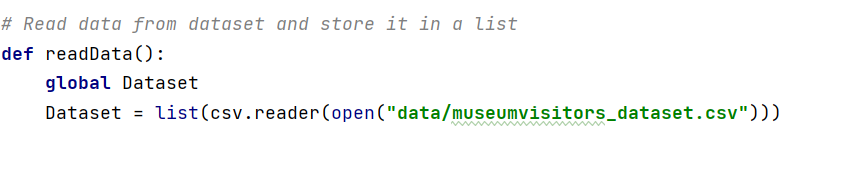 # Read data from dataset and store it in a list
def readData():
    global Dataset
    Dataset = list(csv.reader(open("data/museumvisitors_dataset.csv")))